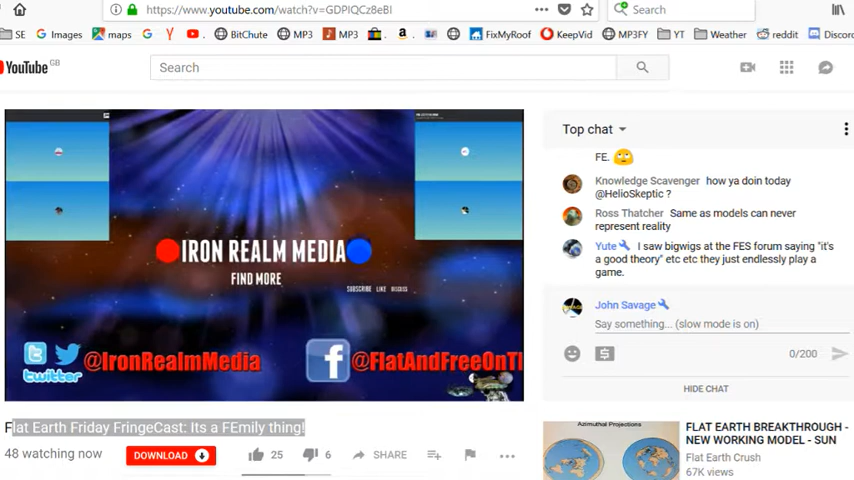 https://www.youtube.com/watch?v=GDPIQCz8eBI
Search
SE Images maps Y BitChute MP3 MP3 a FixMyRoof KeepVid MP3FY YT Weather reddit Discord
YouTube GB
Search
Top chat
FE.
Knowledge Scavenger how ya doin today
@HelioSkeptic ?
Ross Thatcher Same as models can never
represent reality
Yute I saw bigwigs at the FES forum saying "it's
a good theory" etc etc they just endlessly play a
game.
John Savage
Say something... (slow mode is on)
0/200
HIDE CHAT
IRON REALM MEDIA
FIND MORE
SUBSCRIBE LIKE DISCUSS
twitter
@IronRealmMedia
f
@FlatAndFreeOnTl
Flat Earth Friday FringeCast: Its a FEmily thing!
48 watching now
DOWNLOAD
25
6
SHARE
Azimuthal Projections
FLAT EARTH BREAKTHROUGH -
NEW WORKING MODEL - SUN
Flat Earth Crush
67K views